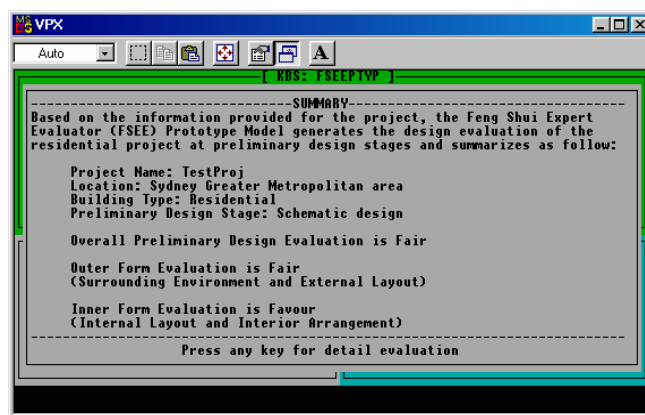 VPX
Auto
A
[ KBS: FSEEPTYP ]
SUMMARY
Based on the information provided for the project, the Feng Shui Expert
Evaluator (FSEE) Prototype Model generates the design evaluation of the
residential project at preliminary design stages and summarizes as follow:
Project Name: TestProj
Location: Sydney Greater Metropolitan area
Building Type: Residential
Preliminary Design Stage: Schematic design
Overall Preliminary Design Evaluation is Fair
Outer Form Evaluation is Fair
(Surrounding Environment and External Layout)
Inner Form Evaluation is Favour
(Internal Layout and Interior Arrangement)
Press any key for detail evaluation